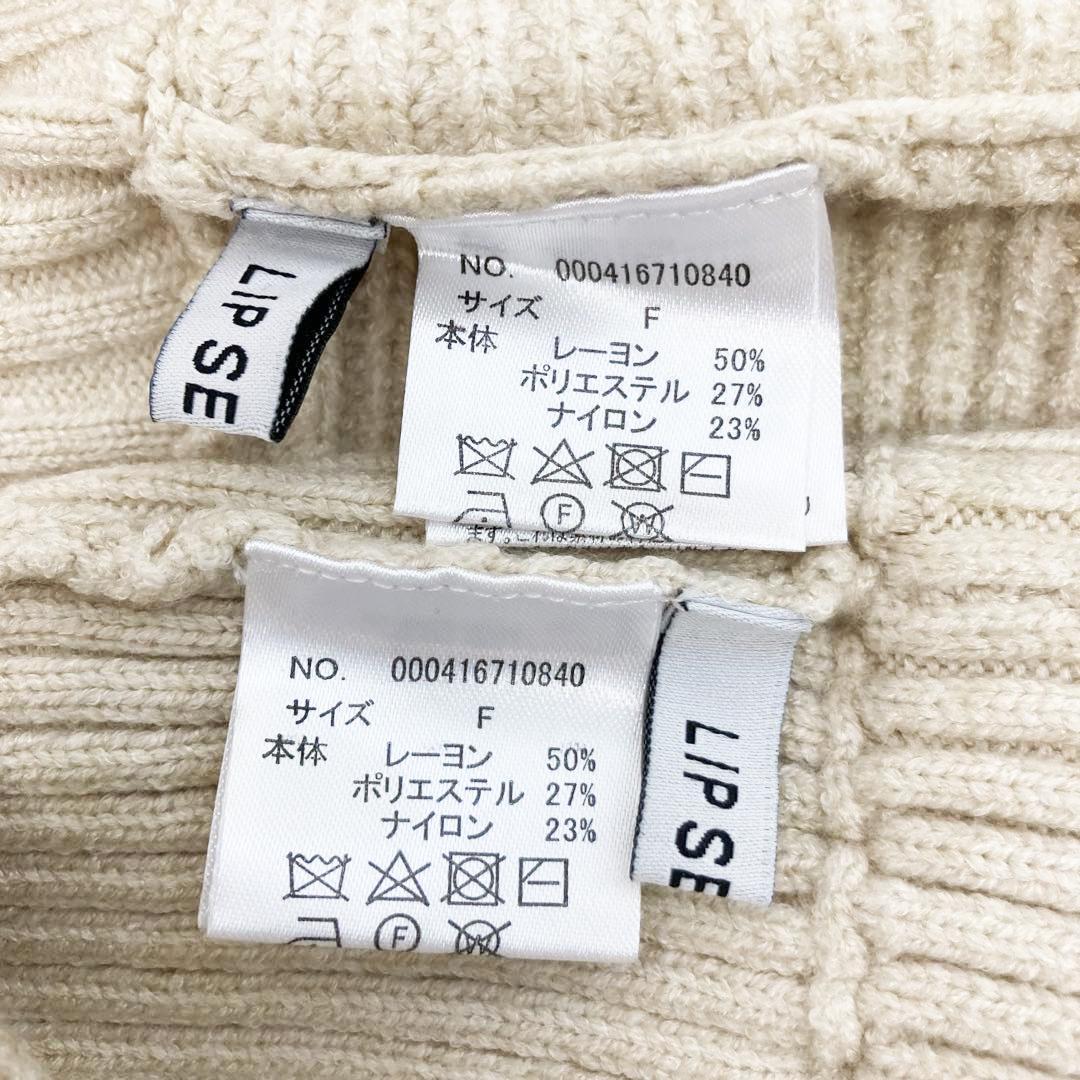 LIP SE
NO. 000416710840
サイズ F
本体 レーヨン 50%
ポリエステル 27%
ナイロン 23%
F
W
NO. 000416710840
サイズ F
本体 レーヨン 50%
ポリエステル 27%
ナイロン 23%
F
W
LIP SE